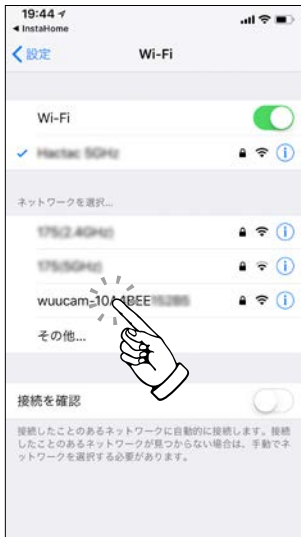 19:44
InstaHome
設定
Wi-Fi
Wi-Fi
ネットワークを選択...
wuucam-10A4BEE
その他...
接続を確認
接続したことのあるネットワークに自動的に接続します。接続
したことのあるネットワークが見つからない場合は、手動でネ
ットワークを選択する必要があります。